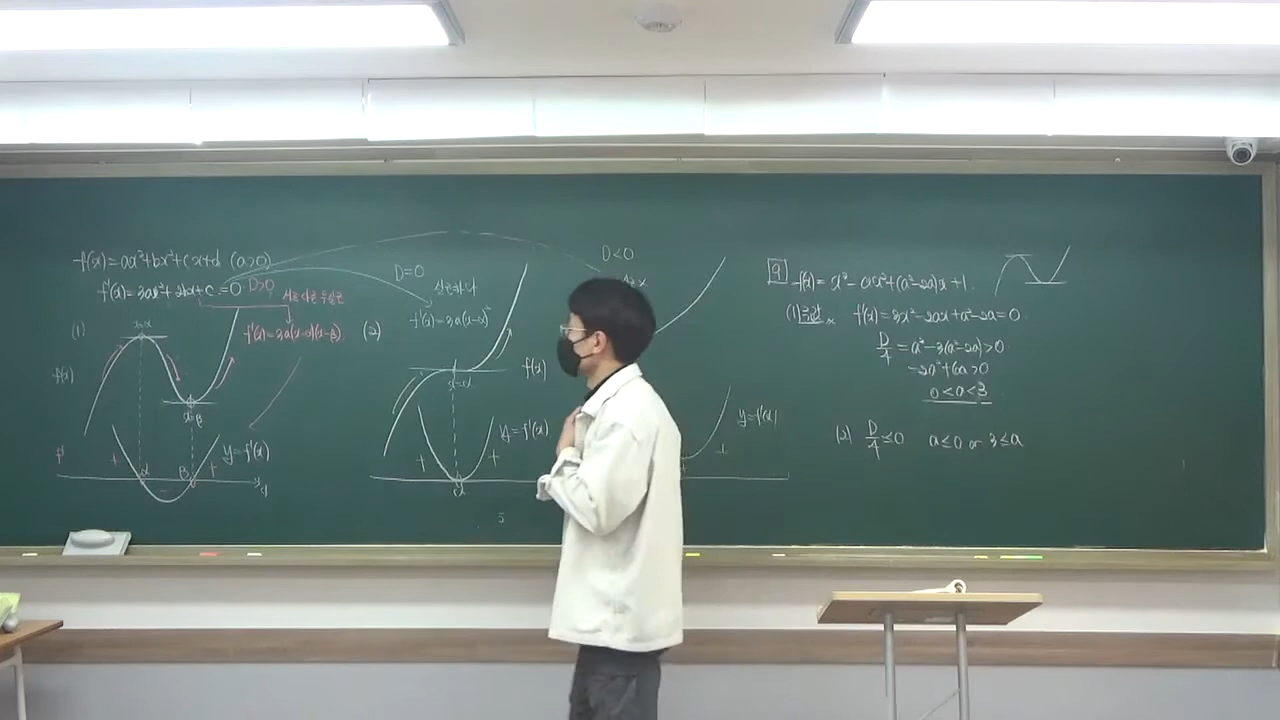 f(x)=ax³+bx²+cx+d (a>0)
f'(x)=3ax²+2bx+c=0 D>0 서로 다른 두실근
(1)
x=α
f'(x)=3a(x-α)(x-β)
f(x)
x=β
f'
+
α
β
+
y=f'(x)
D=0
f'(x)=3a(x-α)²
(2)
f(x)
x=α
y=f'(x)
+
+
α
D<0
y=f'(x)
+
9 f(x)=x³-ax²+(a²-2a)x+1.
(1) f'(x)=3x²-2ax+a²-2a=0
D/4=a²-3(a²-2a)>0
-2a²+6a>0
0<a<3
(2) D/4≤0 a≤0 or 3≤a